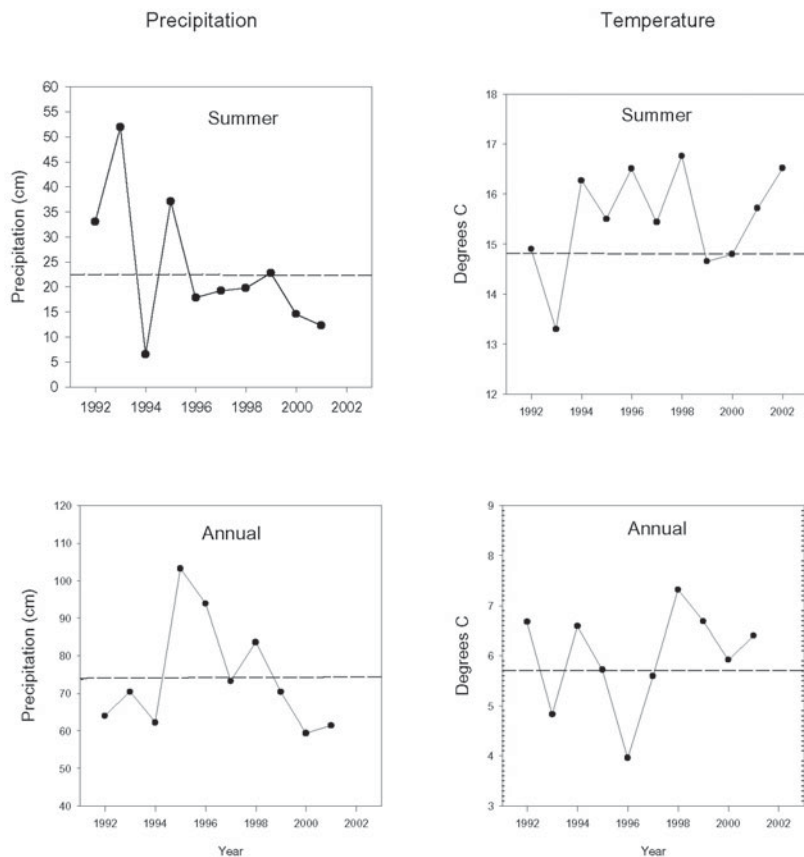 Precipitation
Temperature
Summer
Precipitation (cm)
60
55
50
45
40
35
30
25
20
15
10
5
0
1992 1994 1996 1998 2000 2002
Summer
Degrees C
18
17
16
15
14
13
12
1992 1994 1996 1998 2000 2002
Annual
Precipitation (cm)
120
110
100
90
80
70
60
50
40
1992 1994 1996 1998 2000 2002
Year
Annual
Degrees C
9
8
7
6
5
4
3
1992 1994 1996 1998 2000 2002
Year